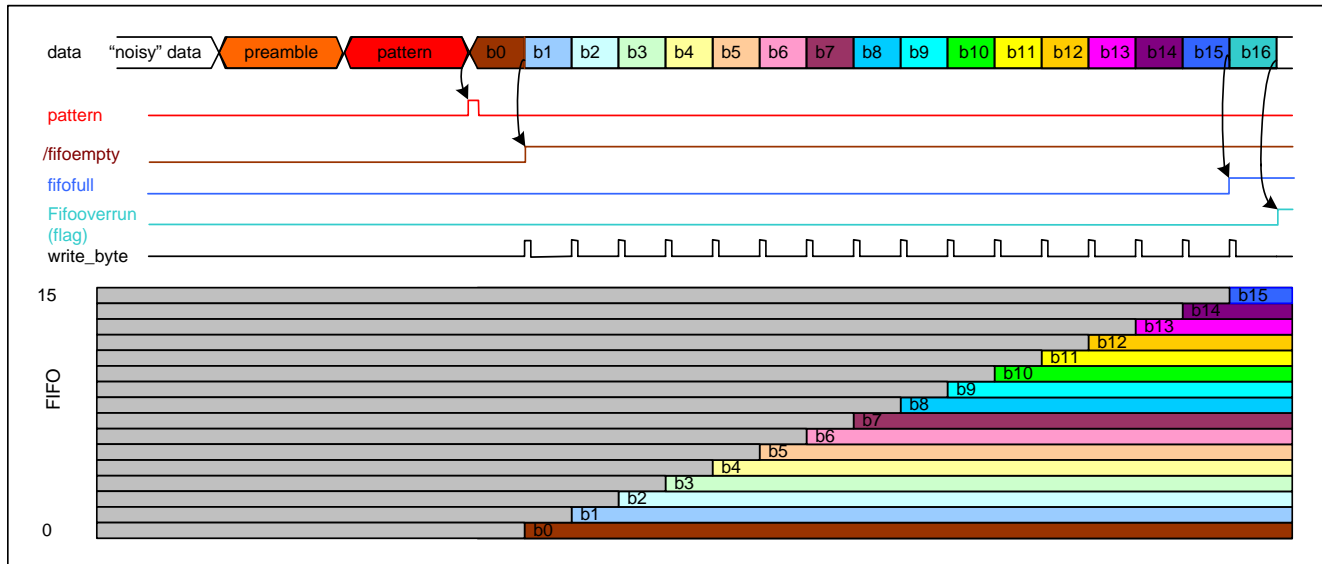 data “noisy” data preamble pattern b0 b1 b2 b3 b4 b5 b6 b7 b8 b9 b10 b11 b12 b13 b14 b15 b16
pattern
/fifoempty
fifofull
Fifooverrun
(flag)
write_byte
15
b15
b14
b13
b12
b11
b10
FIFO
b9
b8
b7
b6
b5
b4
b3
b2
b1
0
b0